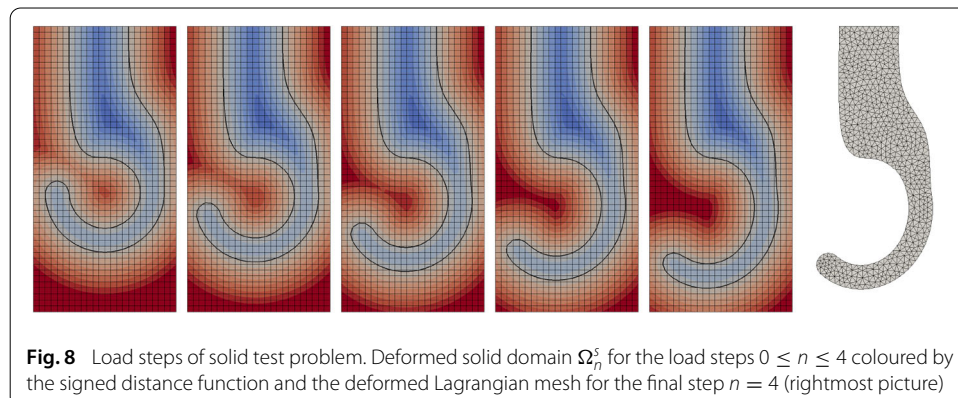 Fig. 8 Load steps of solid test problem. Deformed solid domain Ωₙˢ for the load steps 0 ≤ n ≤ 4 coloured by
the signed distance function and the deformed Lagrangian mesh for the final step n = 4 (rightmost picture)